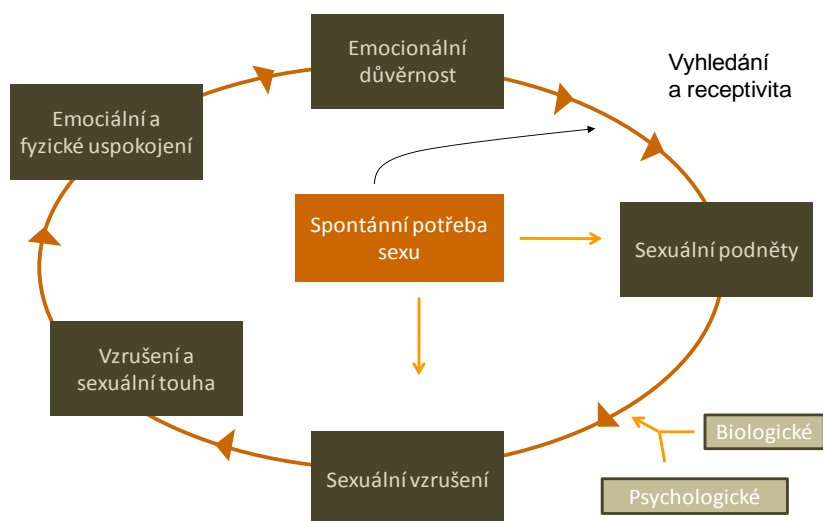 Emocionální
důvěrnost
Vyhledání
a receptivita
Emociální a
fyzické uspokojení
Spontánní potřeba
sexu
Sexuální podněty
Vzrušení a
sexuální touha
Sexuální vzrušení
Biologické
Psychologické